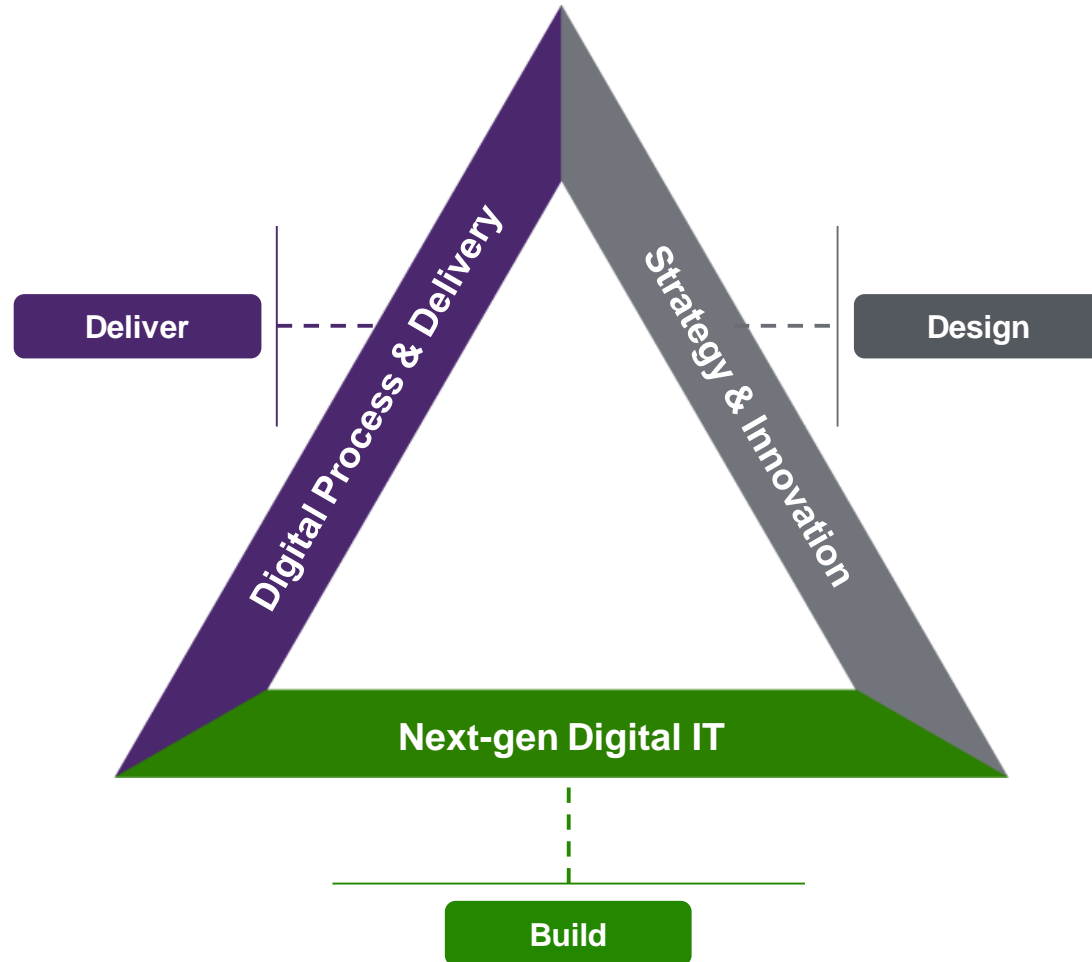 Deliver
Digital Process & Delivery
Strategy & Innovation
Design
Next-gen Digital IT
Build